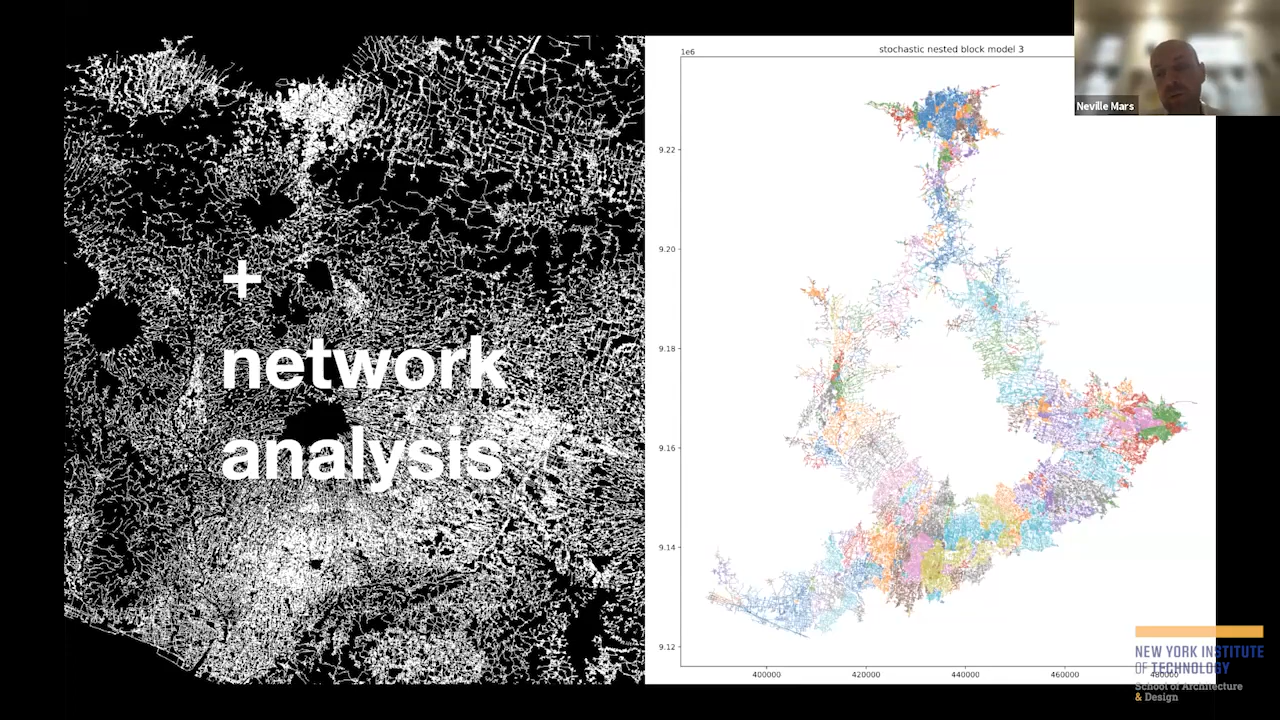 stochastic nested block model 3
1e6
Neville Mars
9.22
9.20
9.18
9.16
9.14
9.12
+
network
analysis
400000
420000
440000
460000
480000
NEW YORK INSTITUTE
OF TECHNOLOGY
School of Architecture
& Design